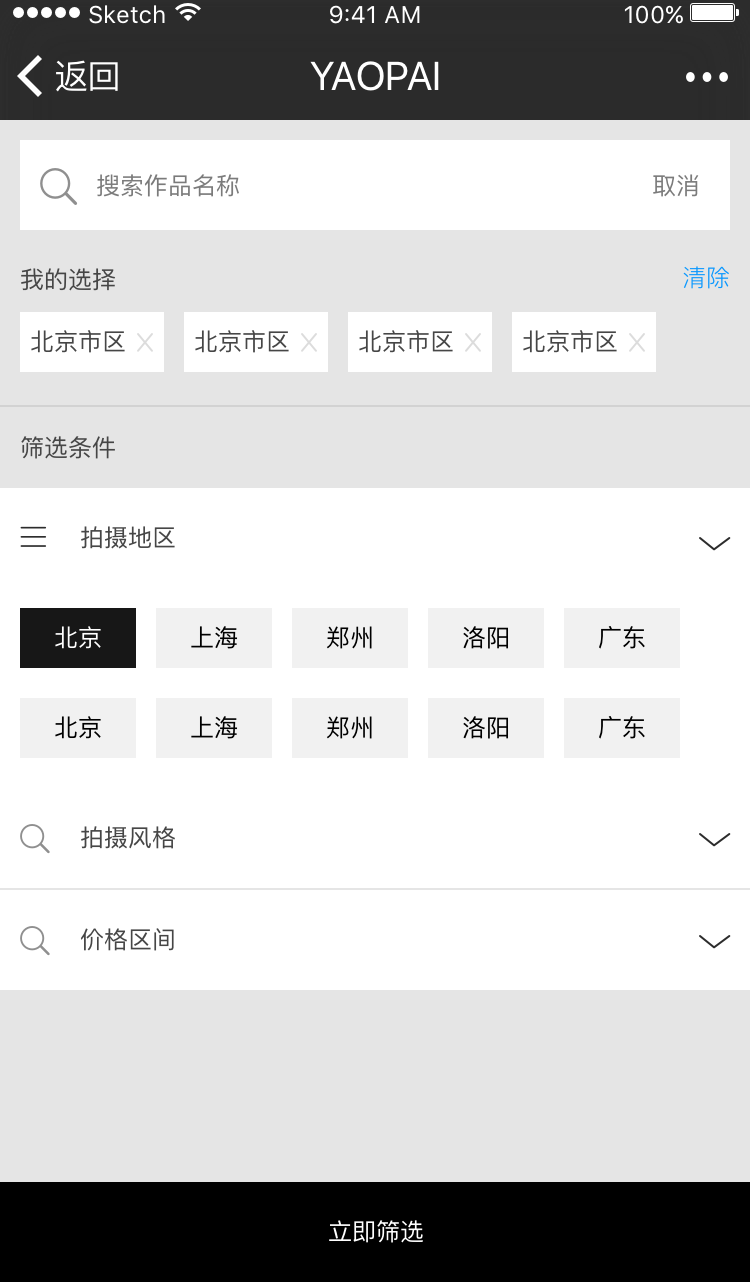 Sketch 9:41 AM 100%
返回 YAOPAI
搜索作品名称 取消
我的选择 清除
北京市区 北京市区 北京市区 北京市区
筛选条件
拍摄地区
北京 上海 郑州 洛阳 广东
北京 上海 郑州 洛阳 广东
拍摄风格
价格区间
立即筛选